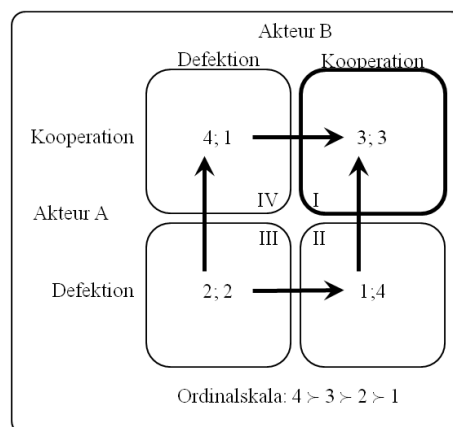 Akteur B
Defektion Kooperation
Kooperation 4; 1 3; 3
IV I
Akteur A
III II
Defektion 2; 2 1;4
Ordinalskala: 4 ≻ 3 ≻ 2 ≻ 1